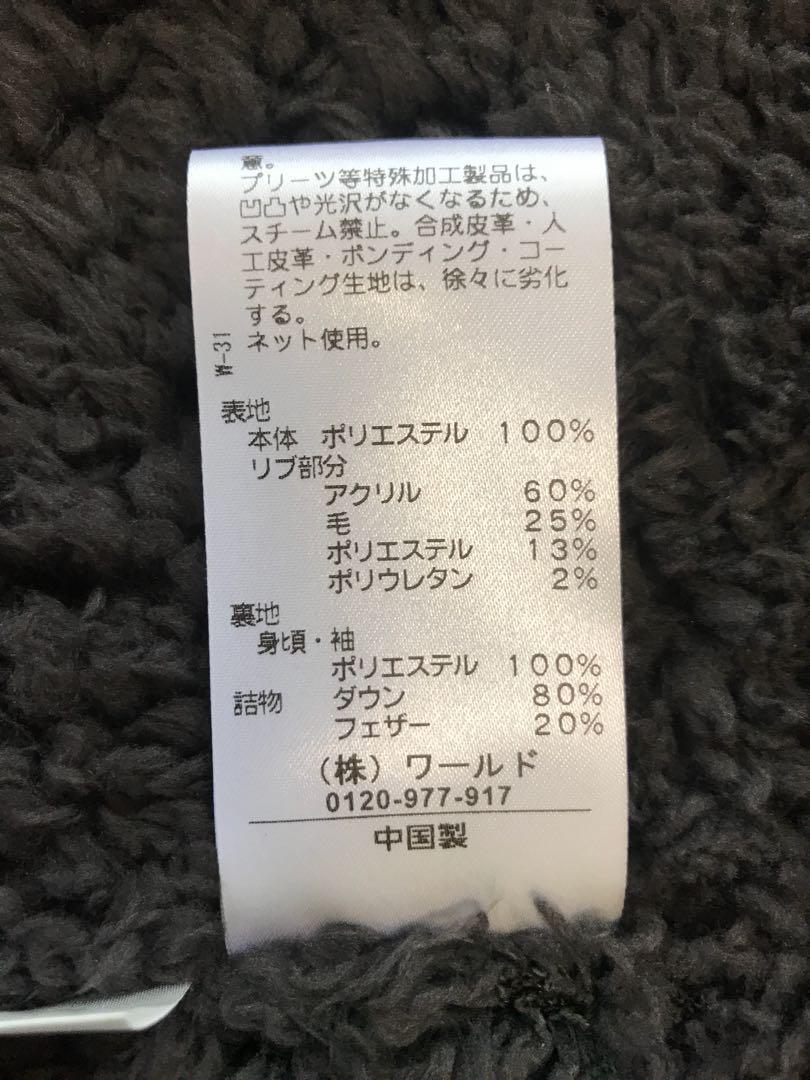 意。
プリーツ等特殊加工製品は、
凹凸や光沢がなくなるため、
スチーム禁止。合成皮革・人
工皮革・ボンディング・コー
ティング生地は、徐々に劣化
する。
ネット使用。
W-31
表地
本体 ポリエステル 100%
リブ部分
アクリル 60%
毛 25%
ポリエステル 13%
ポリウレタン 2%
裏地
身頃・袖
ポリエステル 100%
詰物 ダウン 80%
フェザー 20%
(株)ワールド
0120-977-917
中国製